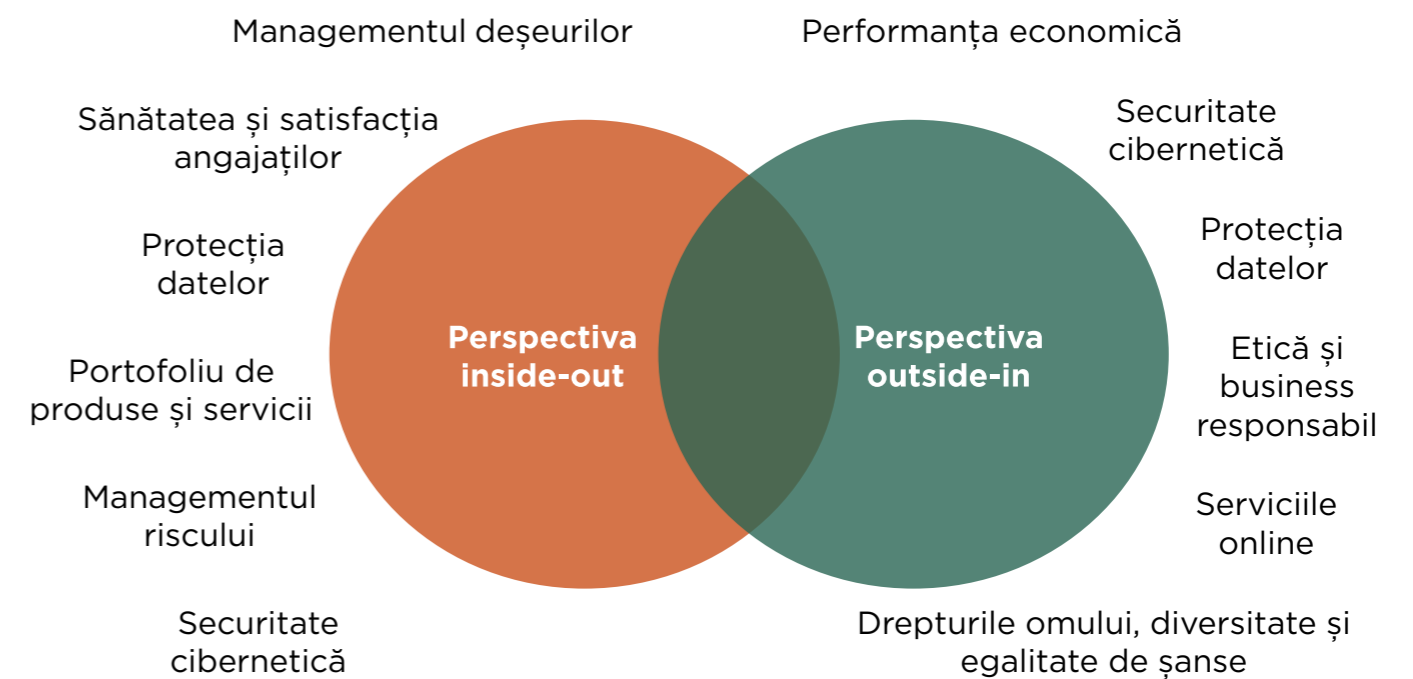 Managementul deșeurilor
Performanța economică
Sănătatea și satisfacția
angajaților
Protecția
datelor
Portofoliu de
produse și servicii
Managementul
riscului
Securitate
cibernetică
Perspectiva
inside-out
Perspectiva
outside-in
Securitate
cibernetică
Protecția
datelor
Etică și
business
responsabil
Serviciile
online
Drepturile omului, diversitate și
egalitate de șanse